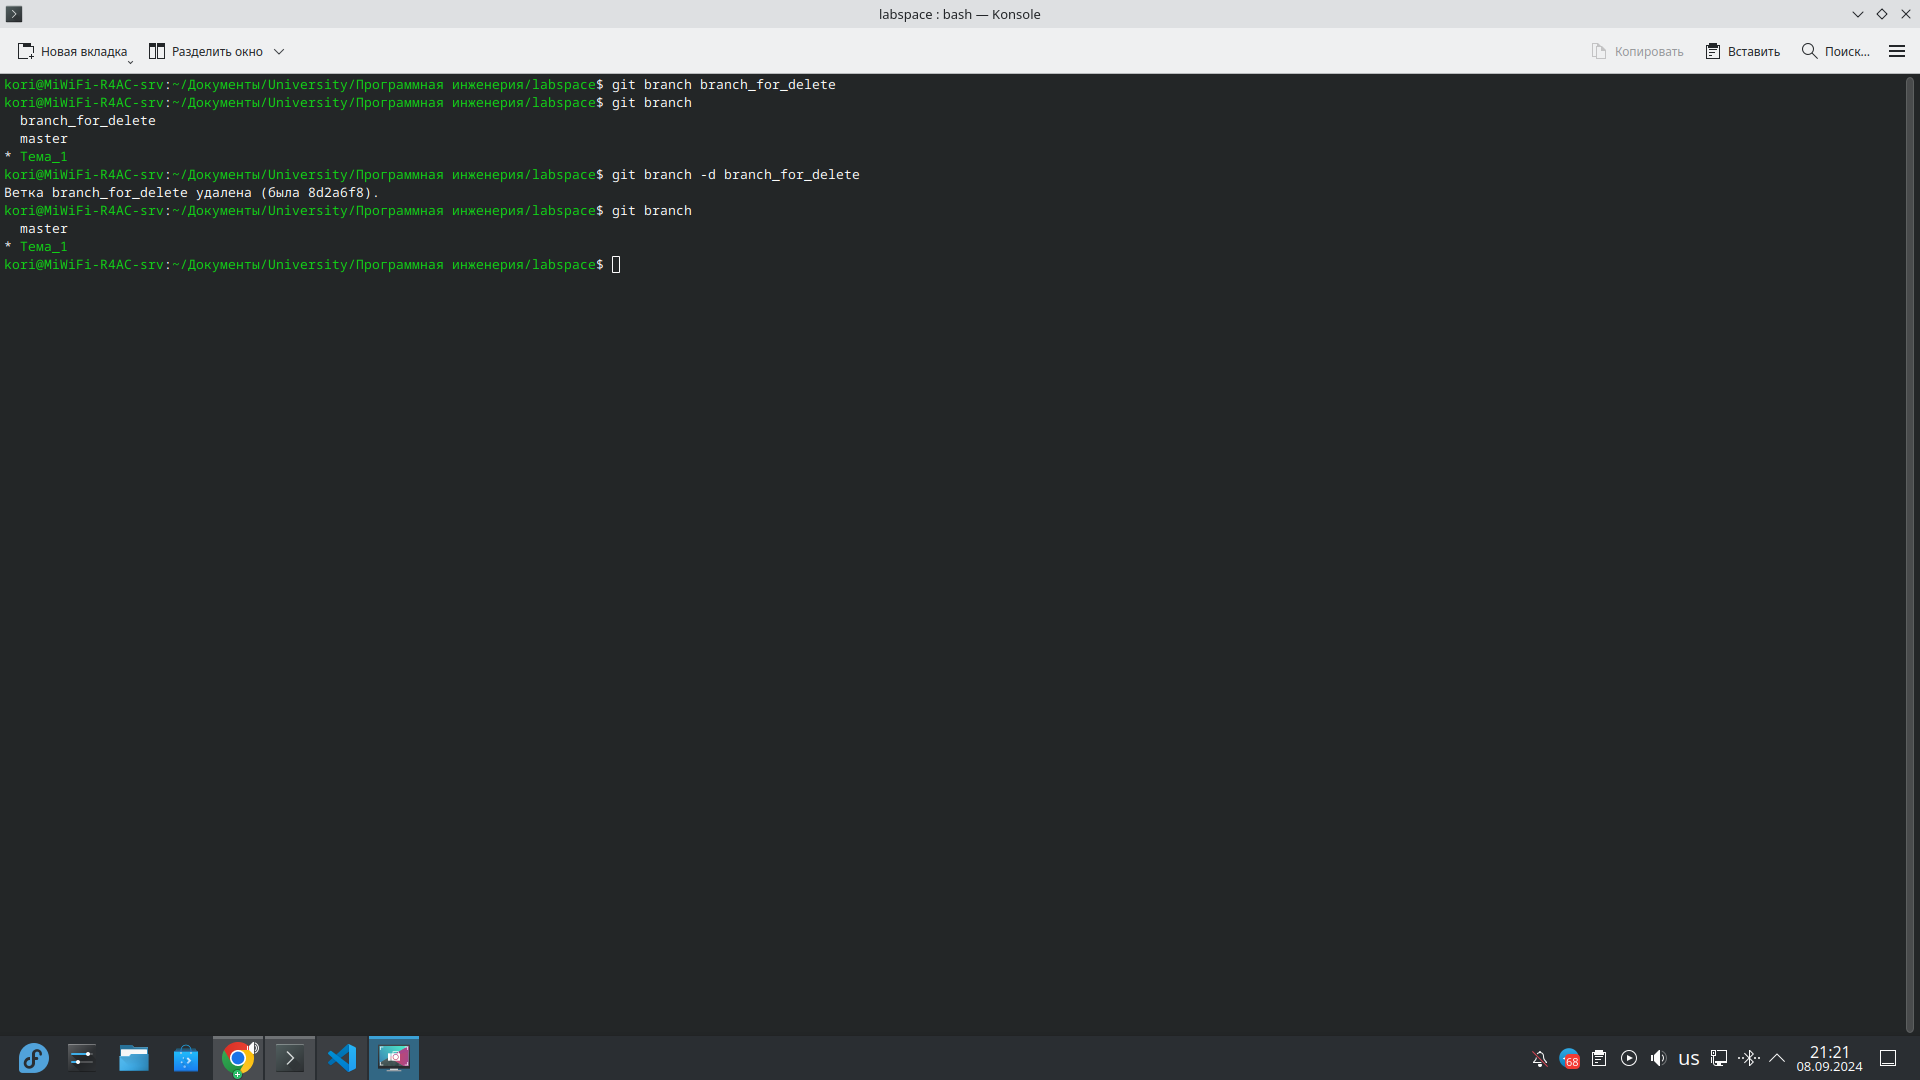 labspace : bash — Konsole
Новая вкладка Разделить окно Копировать Вставить Поиск...
kori@MiWiFi-R4AC-srv:~/Документы/University/Программная инженерия/labspace$ git branch branch_for_delete
kori@MiWiFi-R4AC-srv:~/Документы/University/Программная инженерия/labspace$ git branch
branch_for_delete
master
* Тема_1
kori@MiWiFi-R4AC-srv:~/Документы/University/Программная инженерия/labspace$ git branch -d branch_for_delete
Ветка branch_for_delete удалена (была 8d2a6f8).
kori@MiWiFi-R4AC-srv:~/Документы/University/Программная инженерия/labspace$ git branch
master
* Тема_1
kori@MiWiFi-R4AC-srv:~/Документы/University/Программная инженерия/labspace$
68 us 21:21
08.09.2024